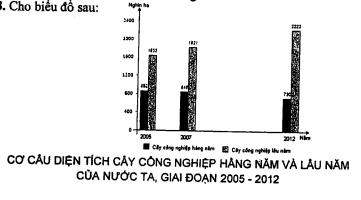 3. Cho biểu đồ sau:
Nghìn ha
2400
2000
1600
1200
800
400
0
1633
1821
2223
2005
2007
2012
Năm
Cây công nghiệp hàng năm
Cây công nghiệp lâu năm
CƠ CẤU DIỆN TÍCH CÂY CÔNG NGHIỆP HÀNG NĂM VÀ LÂU NĂM
CỦA NƯỚC TA, GIAI ĐOẠN 2005 - 2012